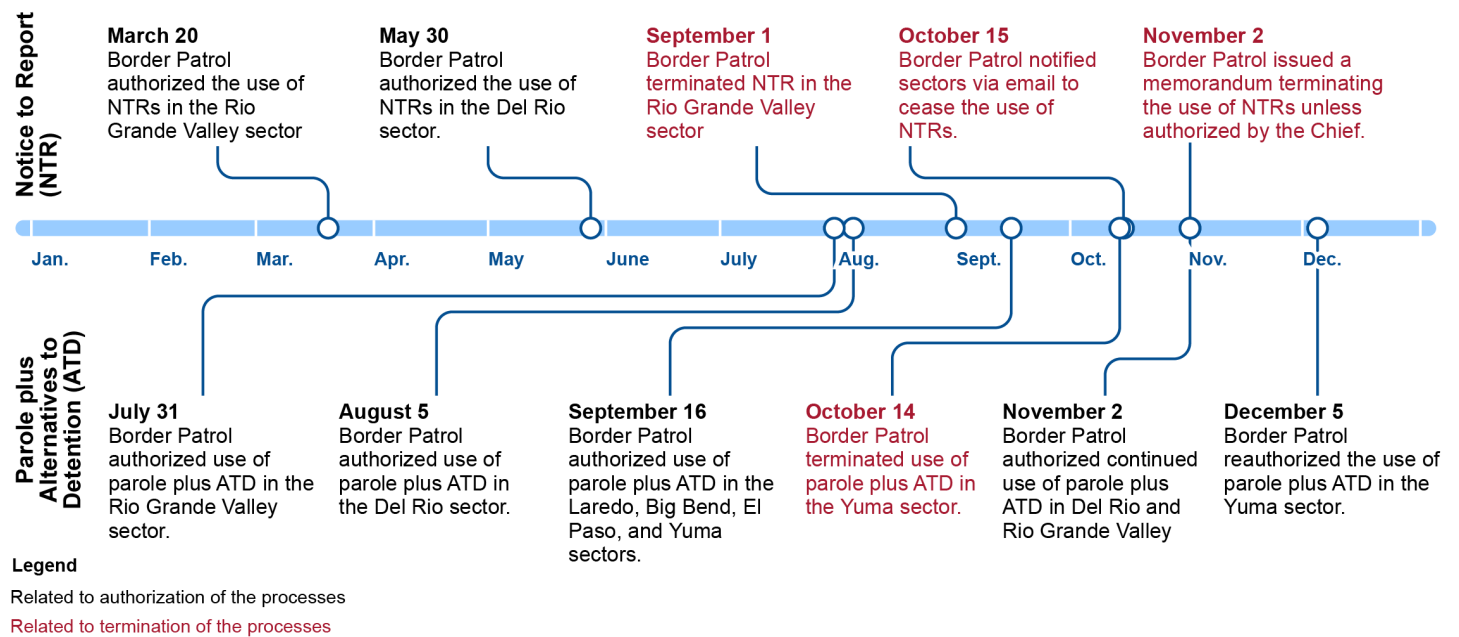 Notice to Report
(NTR)
March 20
Border Patrol
authorized the use of
NTRs in the Rio
Grande Valley sector
May 30
Border Patrol
authorized the use of
NTRs in the Del Rio
sector.
September 1
Border Patrol
terminated NTR in the
Rio Grande Valley
sector
October 15
Border Patrol notified
sectors via email to
cease the use of
NTRs.
November 2
Border Patrol issued a
memorandum terminating
the use of NTRs unless
authorized by the Chief.
Jan. Feb. Mar. Apr. May June July Aug. Sept. Oct. Nov. Dec.
Parole plus
Alternatives to
Detention (ATD)
July 31
Border Patrol
authorized use of
parole plus ATD in the
Rio Grande Valley
sector.
August 5
Border Patrol
authorized use of
parole plus ATD in
the Del Rio sector.
September 16
Border Patrol
authorized use of
parole plus ATD in the
Laredo, Big Bend, El
Paso, and Yuma
sectors.
October 14
Border Patrol
terminated use of
parole plus ATD in
the Yuma sector.
November 2
Border Patrol
authorized continued
use of parole plus
ATD in Del Rio and
Rio Grande Valley
December 5
Border Patrol
reauthorized the use of
parole plus ATD in the
Yuma sector.
Legend
Related to authorization of the processes
Related to termination of the processes